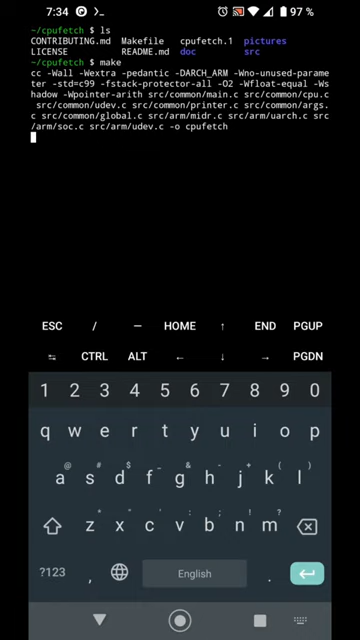 7:34 97 %
~/cpufetch $ ls
CONTRIBUTING.md Makefile cpufetch.1 pictures
LICENSE README.md doc src
~/cpufetch $ make
cc -Wall -Wextra -pedantic -DARCH_ARM -Wno-unused-parame
ter -std=c99 -fstack-protector-all -O2 -Wfloat-equal -Ws
hadow -Wpointer-arith src/common/main.c src/common/cpu.c
src/common/udev.c src/common/printer.c src/common/args.
c src/common/global.c src/arm/midr.c src/arm/uarch.c src
/arm/soc.c src/arm/udev.c -o cpufetch
ESC / — HOME ↑ END PGUP
CTRL ALT ← ↓ → PGDN
1 2 3 4 5 6 7 8 9 0
q w e r t y u i o p
@ # $ _ & - + ( )
a s d f g h j k l
* " ' : ; ! ?
z x c v b n m
?123 , English .